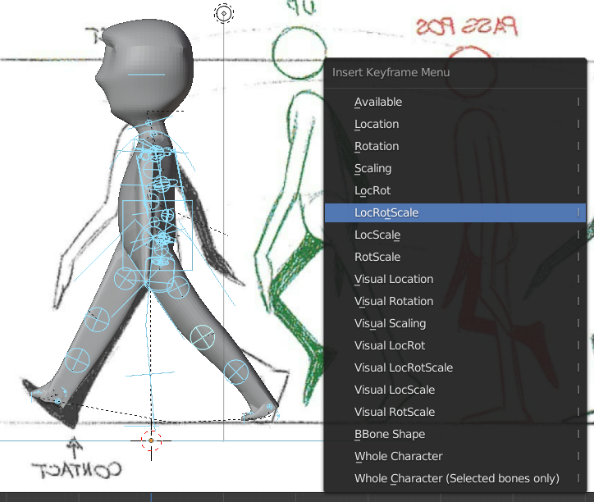 UP
PASS POS
Insert Keyframe Menu
Available
Location
Rotation
Scaling
LocRot
LocRotScale
LocScale
RotScale
Visual Location
Visual Rotation
Visual Scaling
Visual LocRot
Visual LocRotScale
Visual LocScale
Visual RotScale
BBone Shape
Whole Character
Whole Character (Selected bones only)
CONTACT